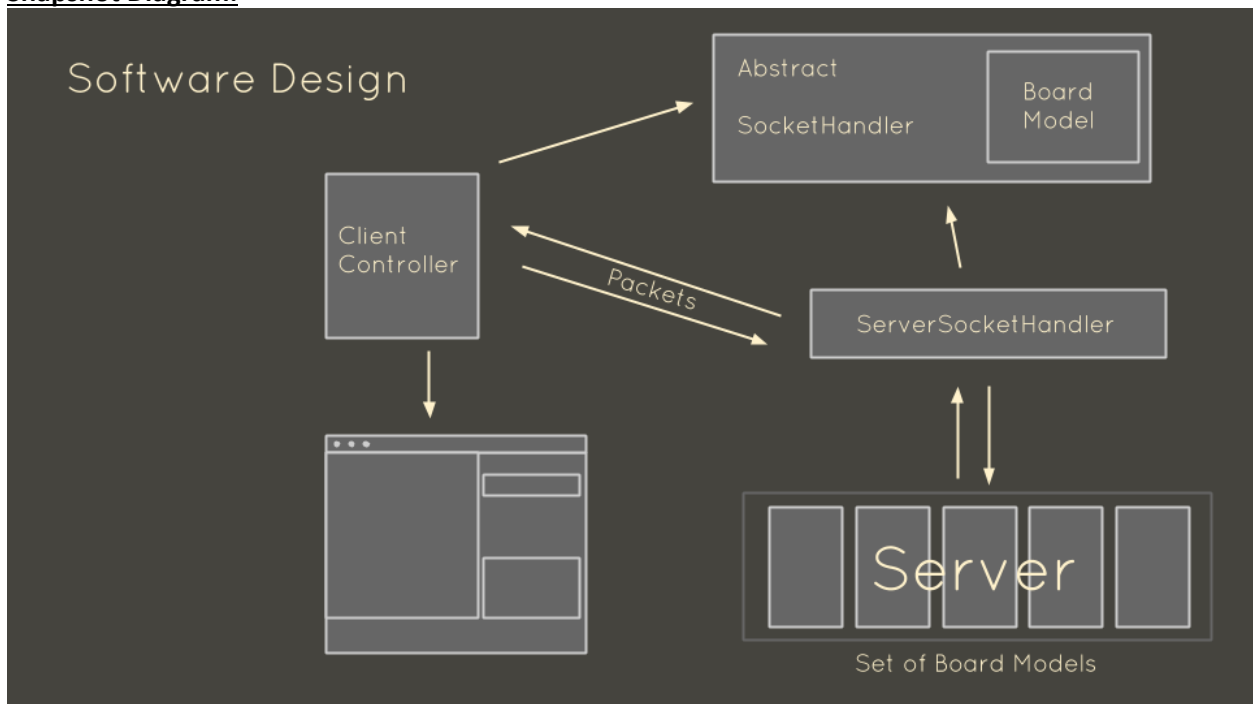 Snapshot Diagram:
Software Design
Abstract
SocketHandler
Board
Model
Client
Controller
Packets
ServerSocketHandler
Server
Set of Board Models